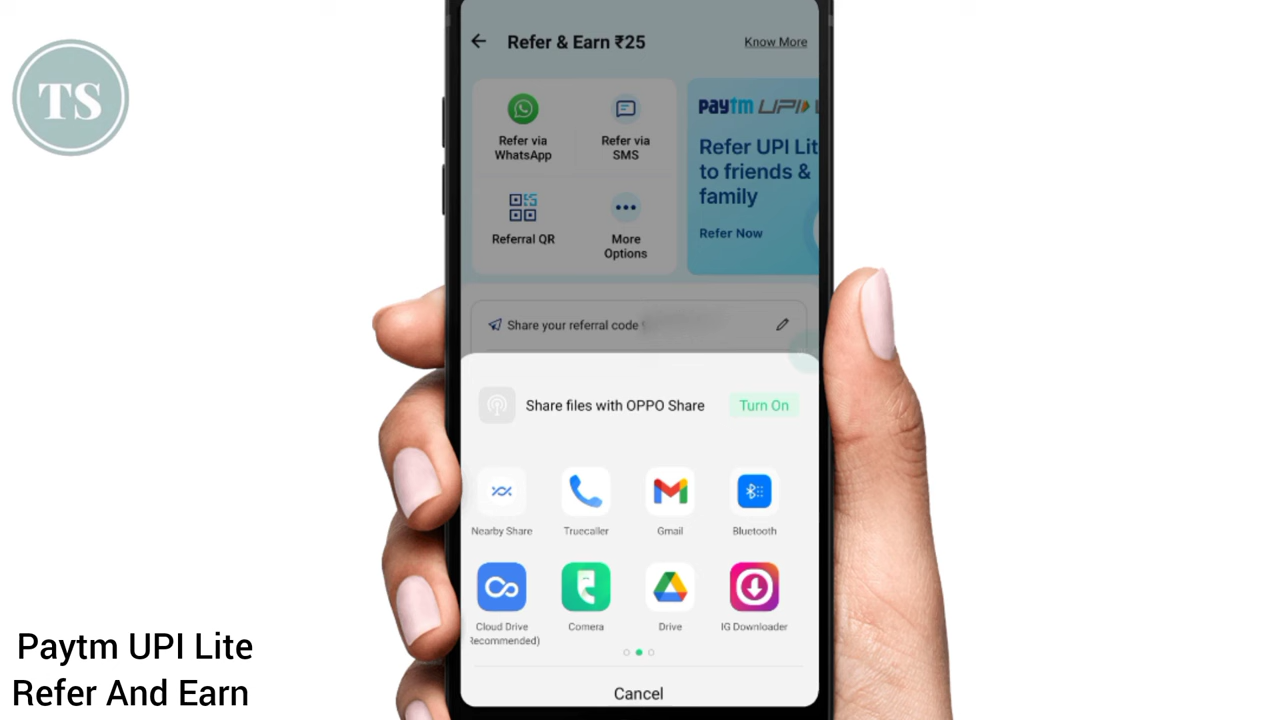 TS
Refer & Earn ₹25
Know More
Refer via
WhatsApp
Refer via
SMS
Referral QR
More
Options
paytm UPI
Refer UPI Lit
to friends &
family
Refer Now
Share your referral code
Share files with OPPO Share
Turn On
Nearby Share
Truecaller
Gmail
Bluetooth
Cloud Drive
Recommended)
Comera
Drive
IG Downloader
Cancel
Paytm UPI Lite
Refer And Earn